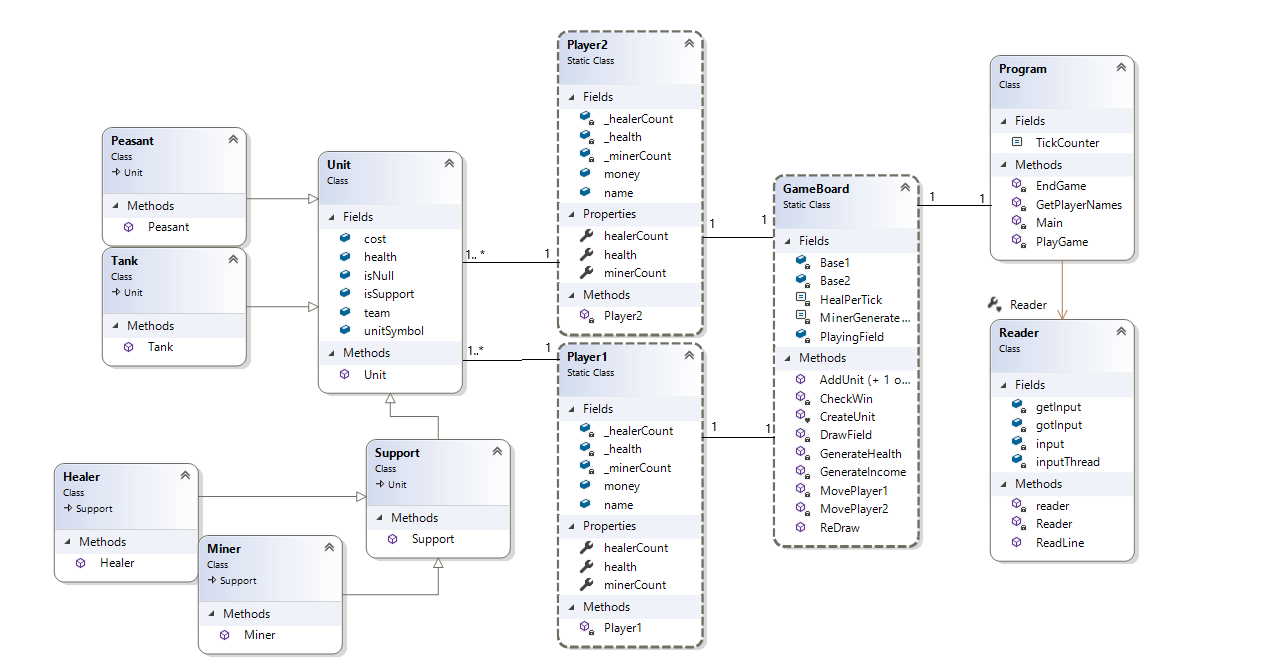 Peasant
Class
Unit
Methods
Peasant
Tank
Class
Unit
Methods
Tank
Unit
Class
Fields
cost
health
isNull
isSupport
team
unitSymbol
Methods
Unit
Healer
Class
Support
Methods
Healer
Miner
Class
Support
Methods
Miner
Support
Class
Unit
Methods
Support
1..*
1
1..*
1
Player2
Static Class
Fields
_healerCount
_health
_minerCount
money
name
Properties
healerCount
health
minerCount
Methods
Player2
Player1
Static Class
Fields
_healerCount
_health
_minerCount
money
name
Properties
healerCount
health
minerCount
Methods
Player1
1
1
1
1
GameBoard
Static Class
Fields
Base1
Base2
HealPerTick
MinerGenerate...
PlayingField
Methods
AddUnit (+ 1 o...
CheckWin
CreateUnit
DrawField
GenerateHealth
GenerateIncome
MovePlayer1
MovePlayer2
ReDraw
1
1
Program
Class
Fields
TickCounter
Methods
EndGame
GetPlayerNames
Main
PlayGame
Reader
Reader
Class
Fields
getInput
gotInput
input
inputThread
Methods
reader
Reader
ReadLine